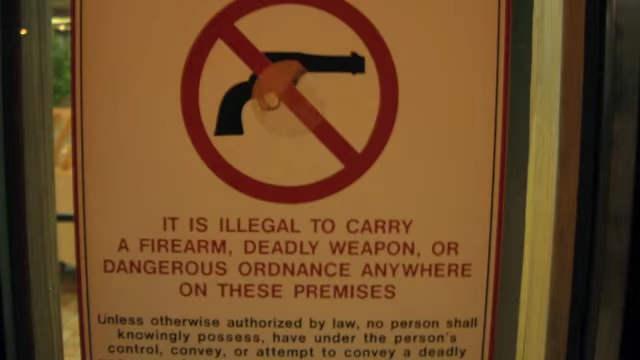 IT IS ILLEGAL TO CARRY
A FIREARM, DEADLY WEAPON, OR
DANGEROUS ORDNANCE ANYWHERE
ON THESE PREMISES
Unless otherwise authorized by law, no person shall
knowingly possess, have under the person's
control, convey, or attempt to convey a deadly